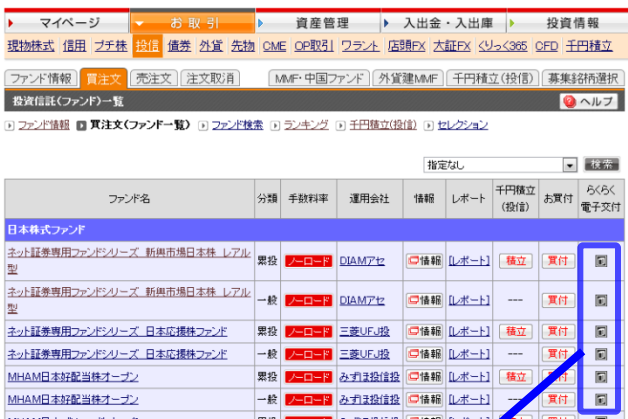 マイページ お取引 資産管理 入出金・入出庫 投資情報
現物株式 信用 プチ株 投信 債券 外貨 先物 CME OP取引 ワラント 店頭FX 大証FX くりっく365 CFD 千円積立
ファンド情報 買注文 売注文 注文取消 MMF・中国ファンド 外貨建MMF 千円積立(投信) 募集銘柄選択
投資信託(ファンド)一覧 ヘルプ
ファンド情報 買注文(ファンド一覧) ファンド検索 ランキング 千円積立(投信) セレクション
指定なし 検索
ファンド名 分類 手数料率 運用会社 情報 レポート 千円積立(投信) お買付 らくらく電子交付
日本株式ファンド
ネット証券専用ファンドシリーズ 新興市場日本株 レアル型 累投 ノーロード DIAMアセ 情報 [レポート] 積立 買付
ネット証券専用ファンドシリーズ 新興市場日本株 レアル型 一般 ノーロード DIAMアセ 情報 [レポート] --- 買付
ネット証券専用ファンドシリーズ 日本応援株ファンド 累投 ノーロード 三菱UFJ投 情報 [レポート] 積立 買付
ネット証券専用ファンドシリーズ 日本応援株ファンド 一般 ノーロード 三菱UFJ投 情報 [レポート] --- 買付
MHAM日本好配当株オープン 累投 ノーロード みずほ投信投 情報 [レポート] 積立 買付
MHAM日本好配当株オープン 一般 ノーロード みずほ投信投 情報 [レポート] --- 買付